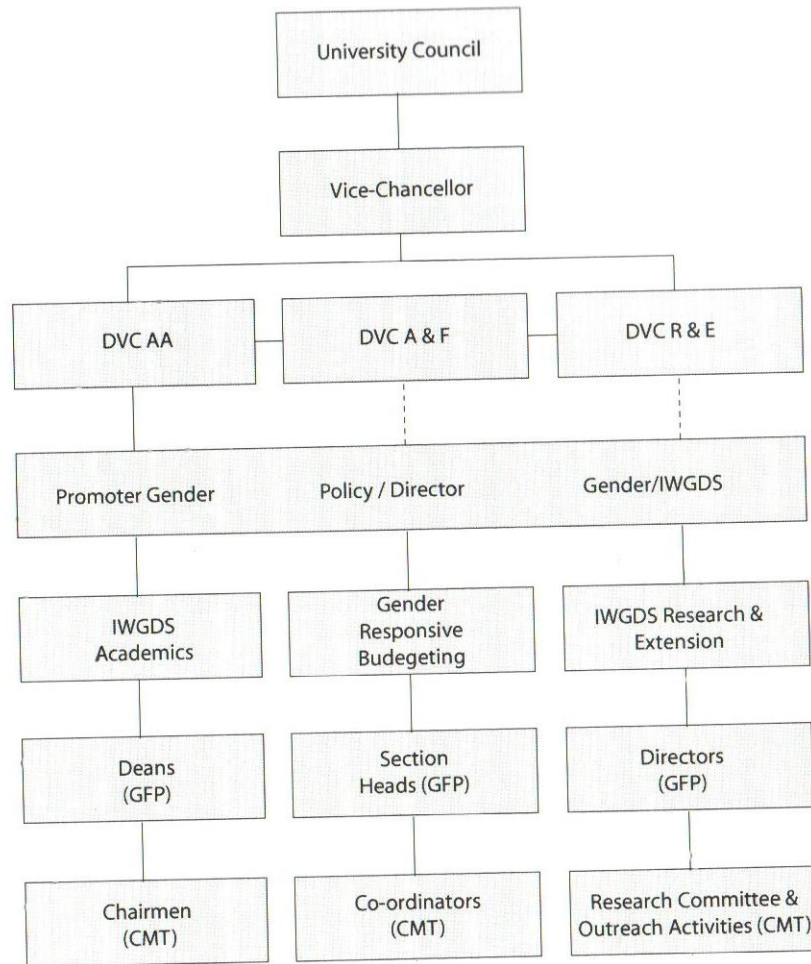 University Council
Vice-Chancellor
DVC AA
DVC A & F
DVC R & E
Promoter Gender
Policy / Director
Gender/IWGDS
IWGDS
Academics
Gender
Responsive
Budegeting
IWGDS Research &
Extension
Deans
(GFP)
Section
Heads (GFP)
Directors
(GFP)
Chairmen
(CMT)
Co-ordinators
(CMT)
Research Committee &
Outreach Activities (CMT)